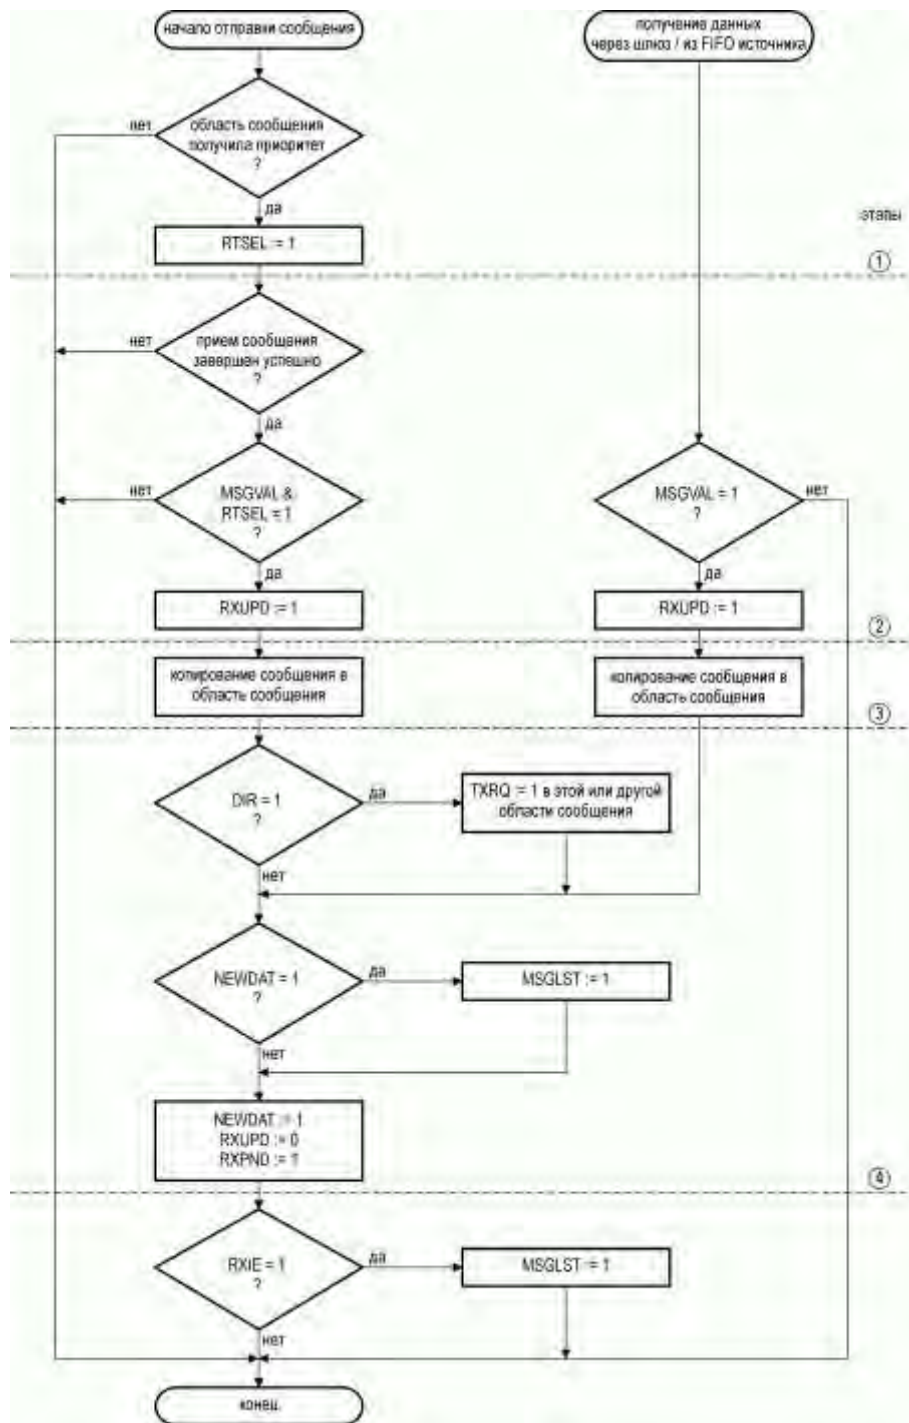 начало отправки сообщения
получение данных
через шлюз / из FIFO источника
нет
область сообщения
получила приоритет
?
да
этапы
RTSEL := 1
1
нет
прием сообщения
завершен успешно
?
да
нет
MSGVAL &
RTSEL = 1
?
MSGVAL = 1
?
нет
да
да
RXUPD := 1
RXUPD := 1
2
копирование сообщения в
область сообщения
копирование сообщения в
область сообщения
3
DIR = 1
?
да
TXRQ := 1 в этой или другой
области сообщения
нет
NEWDAT = 1
?
да
MSGLST := 1
нет
NEWDAT := 1
RXUPD := 0
RXPND := 1
4
RXIE = 1
?
да
MSGLST := 1
нет
конец